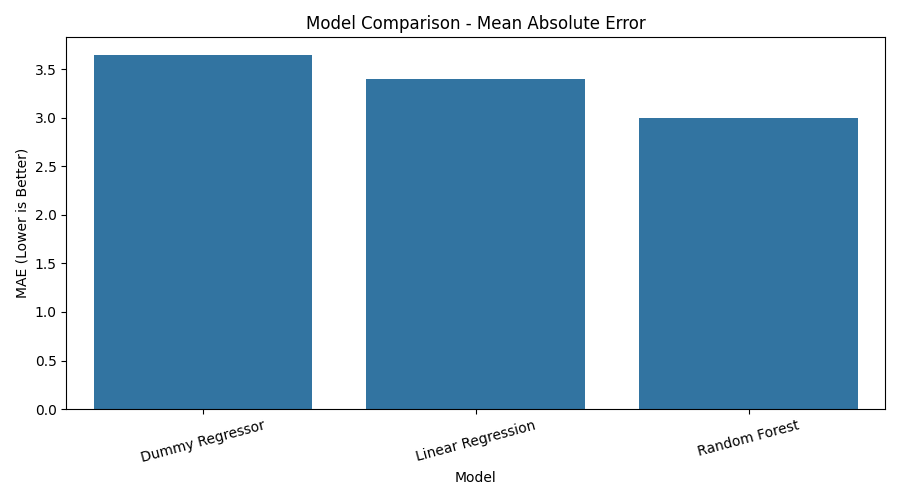 Model Comparison - Mean Absolute Error
MAE (Lower is Better)
3.5
3.0
2.5
2.0
1.5
1.0
0.5
0.0
Dummy Regressor
Linear Regression
Random Forest
Model